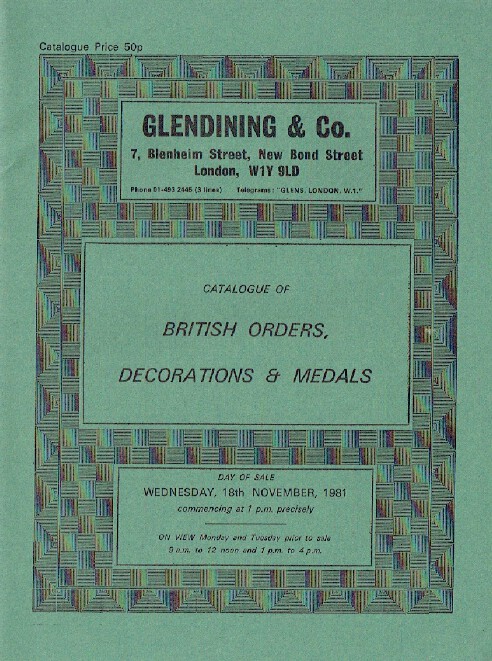 Catalogue Price 50p
GLENDINING & Co.
7, Blenheim Street, New Bond Street
London, W1Y 9LD
Phone 01-493 2445 (3 lines) Telegrams: "GLENS, LONDON, W.1."
CATALOGUE OF
BRITISH ORDERS,
DECORATIONS & MEDALS
DAY OF SALE
WEDNESDAY, 18th NOVEMBER, 1981
commencing at 1 p.m. precisely
ON VIEW Monday and Tuesday prior to sale
9 a.m. to 12 noon and 1 p.m. to 4 p.m.